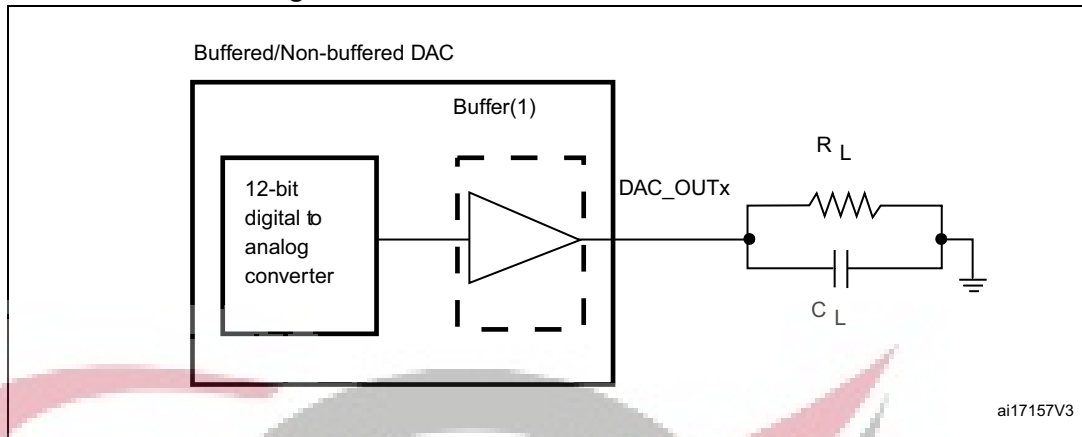 Buffered/Non-buffered DAC
Buffer(1)
12-bit
digital to
analog
converter
DAC_OUTx
R L
C L
ai17157V3